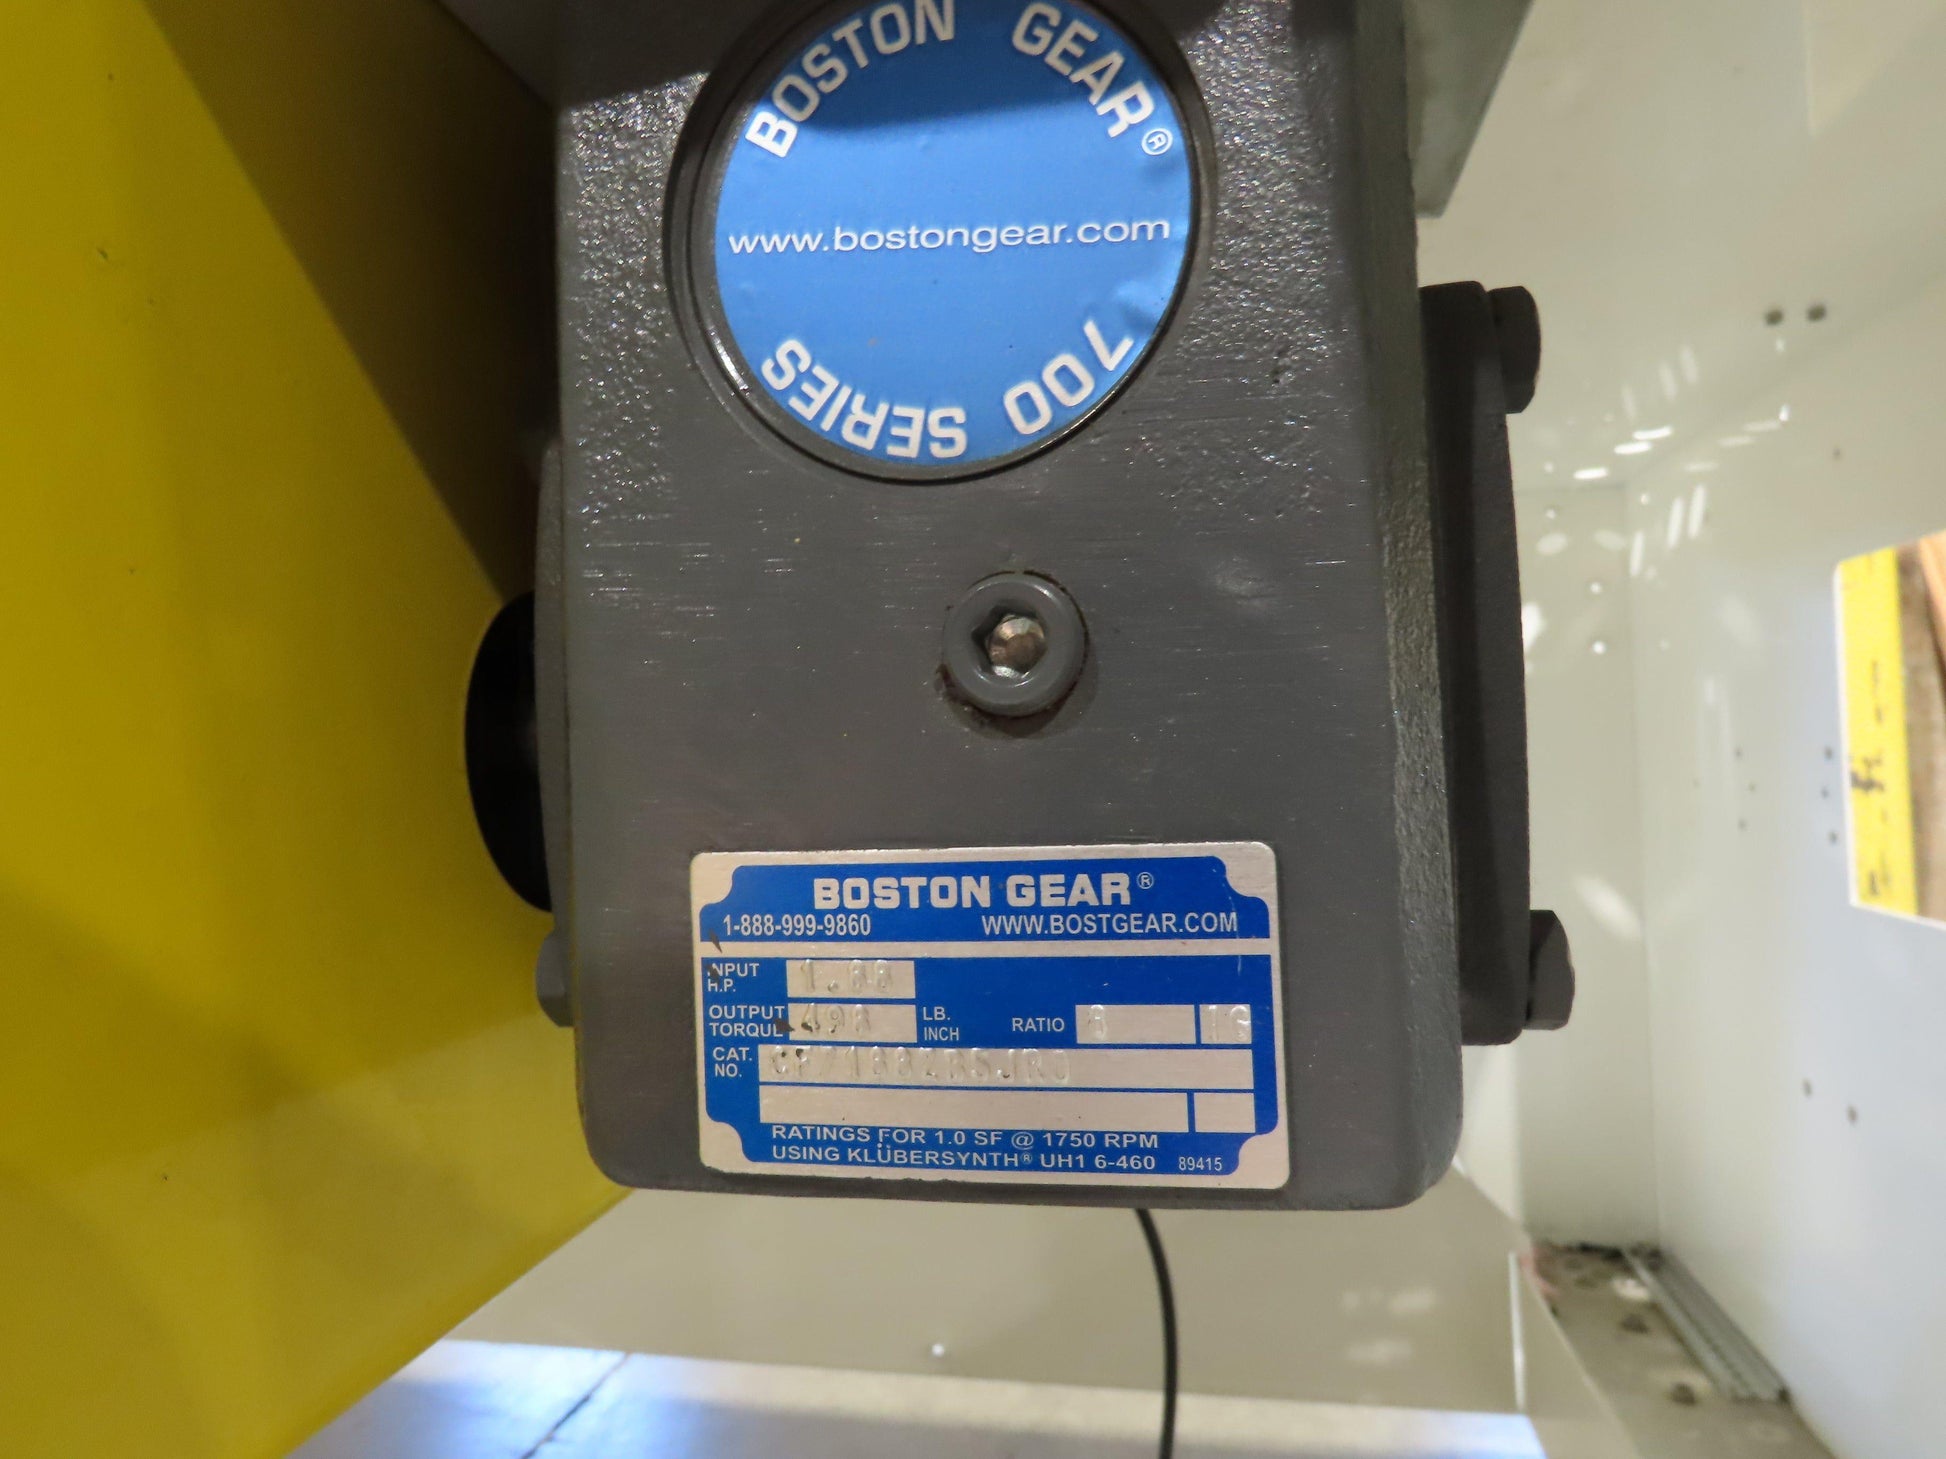 BOSTON GEAR®
www.bostongear.com
700 SERIES
BOSTON GEAR®
1-888-999-9860 WWW.BOSTGEAR.COM
INPUT H.P.
OUTPUT TORQUE LB. INCH RATIO
CAT. NO.
RATINGS FOR 1.0 SF @ 1750 RPM
USING KLÜBERSYNTH® UH1 6-460 89415